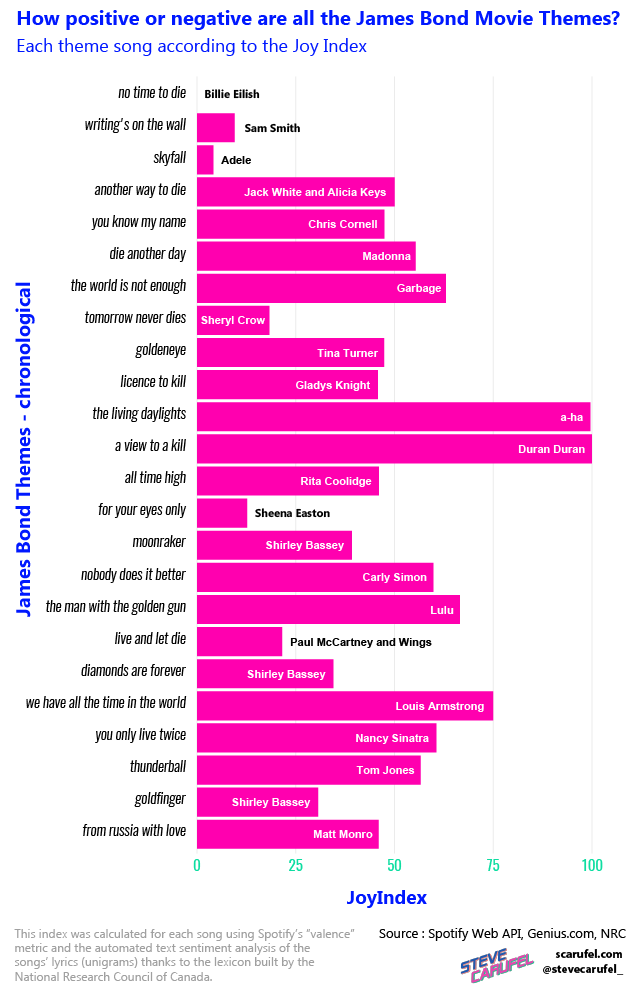 How positive or negative are all the James Bond Movie Themes?
Each theme song according to the Joy Index
no time to die Billie Eilish
writing's on the wall Sam Smith
skyfall Adele
another way to die Jack White and Alicia Keys
you know my name Chris Cornell
die another day Madonna
the world is not enough Garbage
tomorrow never dies Sheryl Crow
goldeneye Tina Turner
licence to kill Gladys Knight
the living daylights a-ha
a view to a kill Duran Duran
all time high Rita Coolidge
for your eyes only Sheena Easton
moonraker Shirley Bassey
nobody does it better Carly Simon
the man with the golden gun Lulu
live and let die Paul McCartney and Wings
diamonds are forever Shirley Bassey
we have all the time in the world Louis Armstrong
you only live twice Nancy Sinatra
thunderball Tom Jones
goldfinger Shirley Bassey
from russia with love Matt Monro
James Bond Themes - chronological
0 25 50 75 100
JoyIndex
This index was calculated for each song using Spotify's "valence"
metric and the automated text sentiment analysis of the
songs' lyrics (unigrams) thanks to the lexicon built by the
National Research Council of Canada.
Source : Spotify Web API, Genius.com, NRC
STEVE
CARUFEL
scarufel.com
@stevecarufel_